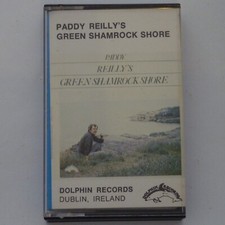 PADDY REILLY'S
GREEN SHAMROCK SHORE
PADDY
REILLY'S
GREEN SHAMROCK SHORE
DOLPHIN RECORDS
DUBLIN, IRELAND